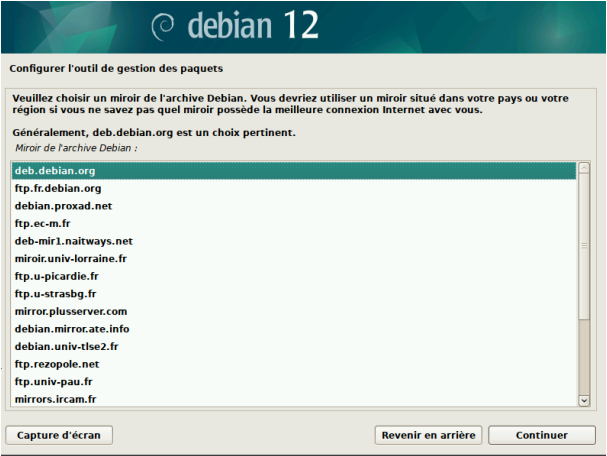 debian 12
Configurer l'outil de gestion des paquets
Veuillez choisir un miroir de l'archive Debian. Vous devriez utiliser un miroir situé dans votre pays ou votre
région si vous ne savez pas quel miroir possède la meilleure connexion Internet avec vous.
Généralement, deb.debian.org est un choix pertinent.
Miroir de l'archive Debian :
deb.debian.org
ftp.fr.debian.org
debian.proxad.net
ftp.ec-m.fr
deb-mir1.naitways.net
miroir.univ-lorraine.fr
ftp.u-picardie.fr
ftp.u-strasbg.fr
mirror.plusserver.com
debian.mirror.ate.info
debian.univ-tlse2.fr
ftp.rezopole.net
ftp.univ-pau.fr
mirrors.ircam.fr
Capture d'écran
Revenir en arrière
Continuer